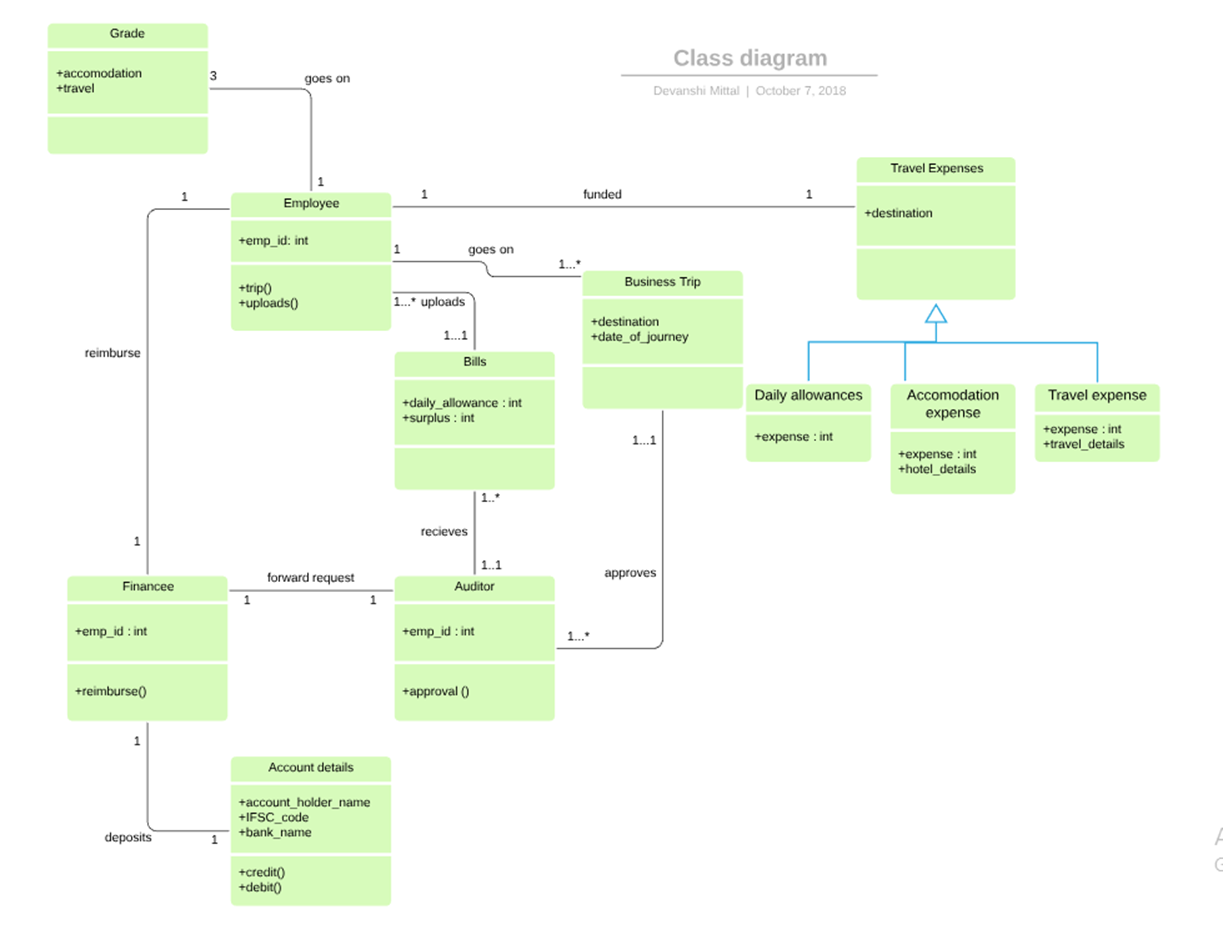 Grade
+accomodation
+travel
3
goes on
1
Class diagram
Devanshi Mittal | October 7, 2018
Travel Expenses
+destination
1
Employee
+emp_id: int
+trip()
+uploads()
1
funded
1
1
goes on
1...*
Business Trip
+destination
+date_of_journey
1...* uploads
1...1
reimburse
Bills
+daily_allowance : int
+surplus : int
Daily allowances
+expense : int
Accomodation
expense
+expense : int
+hotel_details
Travel expense
+expense : int
+travel_details
1...1
1..*
recieves
1..1
approves
1...*
1
Financee
+emp_id : int
+reimburse()
forward request
1
1
Auditor
+emp_id : int
+approval ()
1
deposits
1
Account details
+account_holder_name
+IFSC_code
+bank_name
+credit()
+debit()